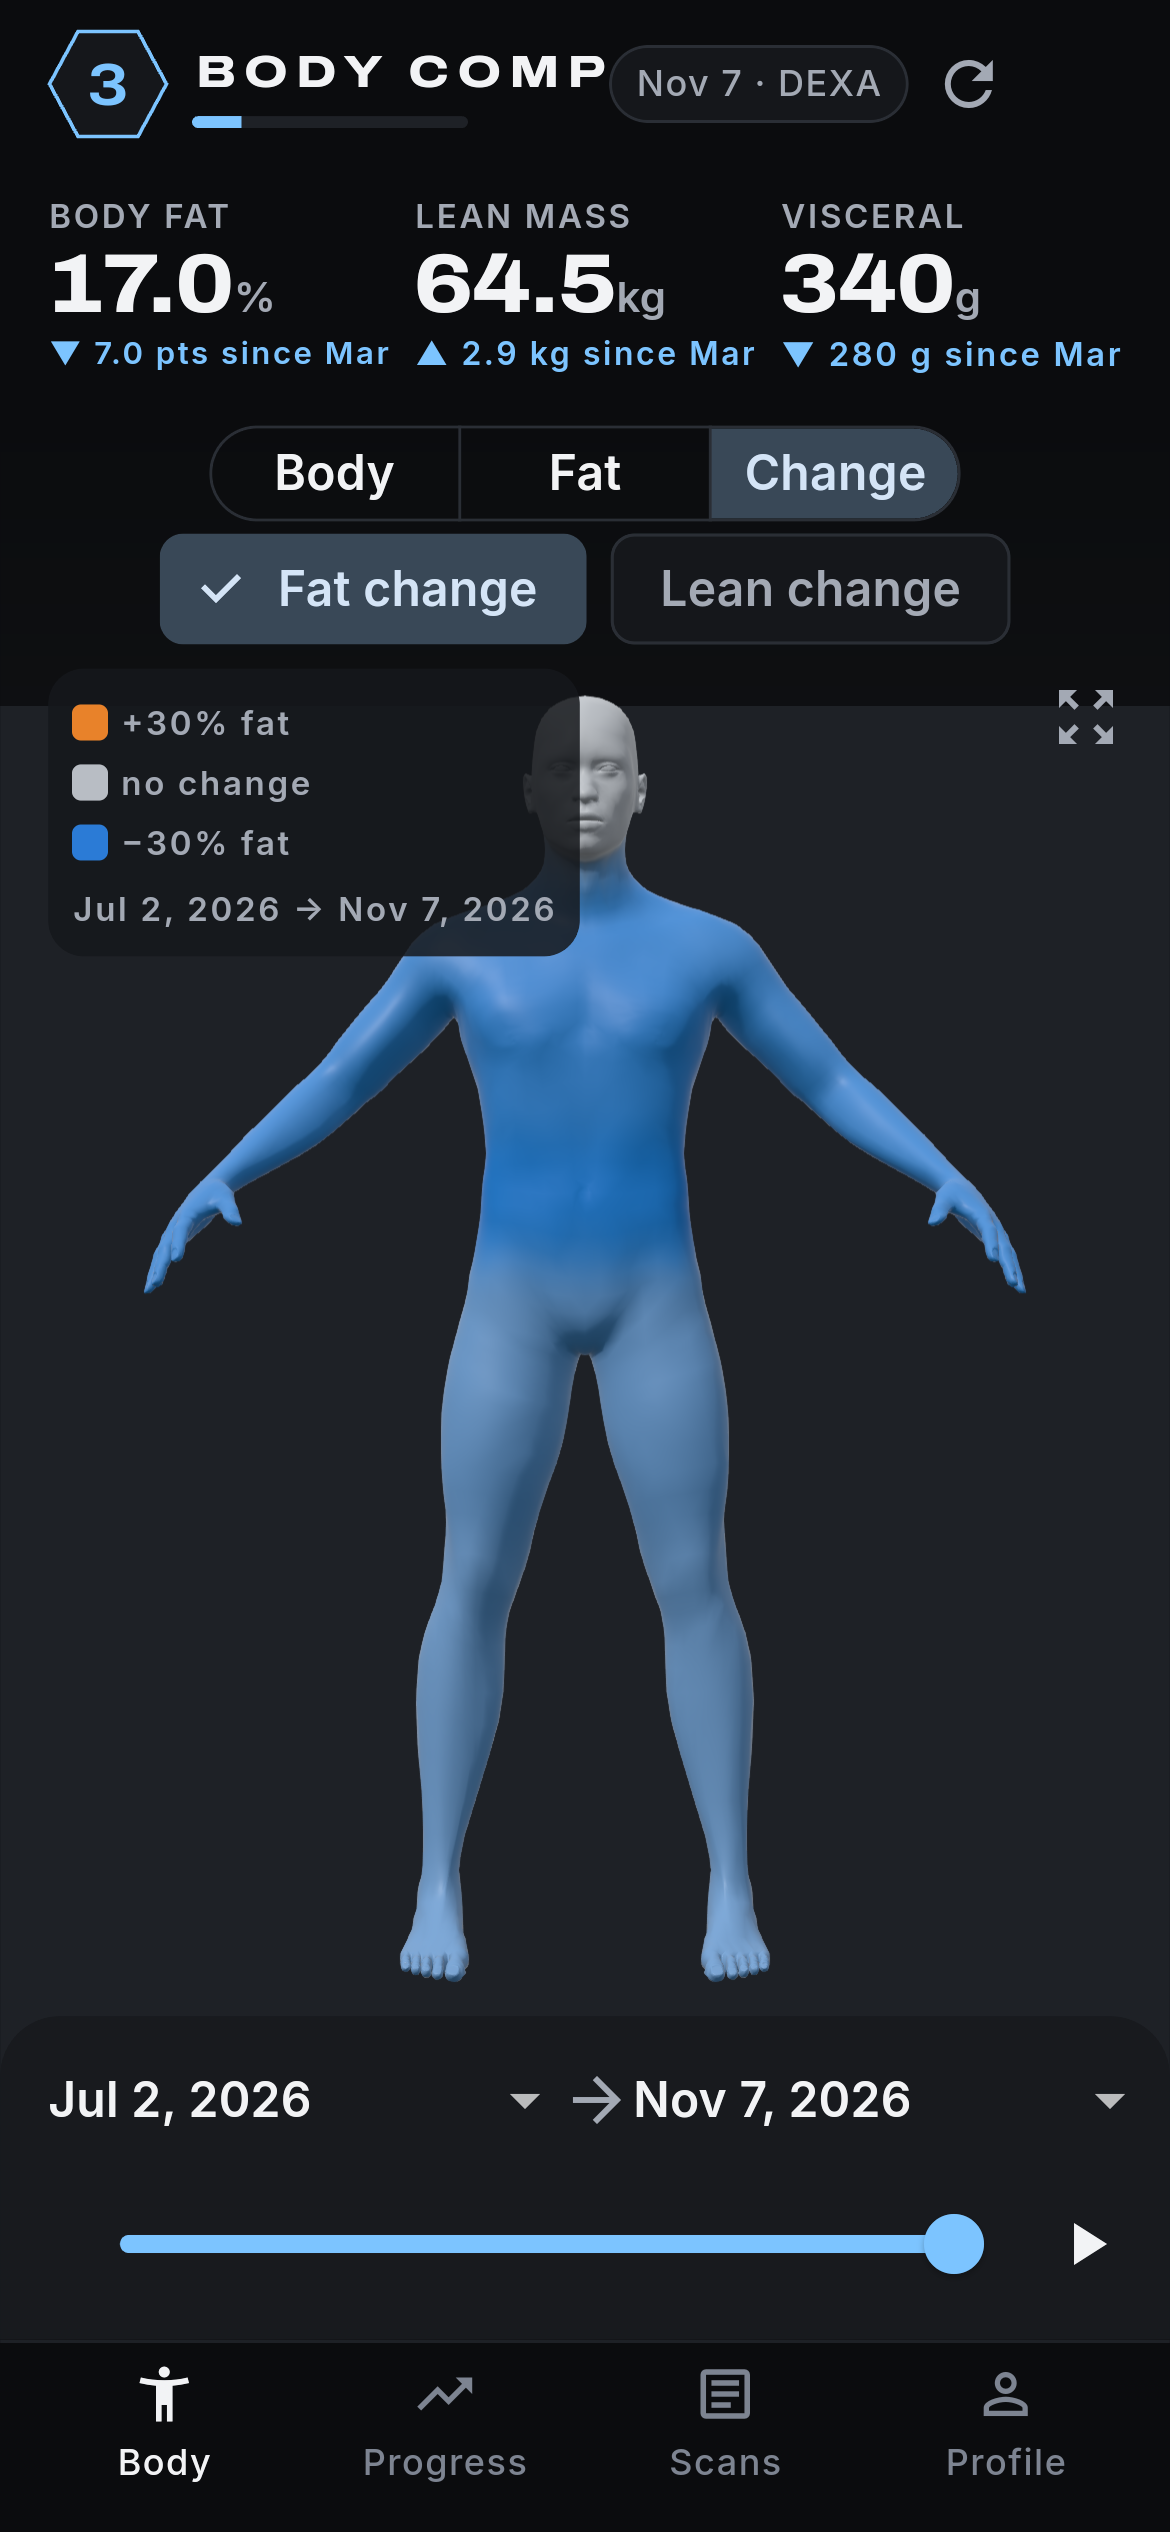 3
BODY COMP
Nov 7 · DEXA
BODY FAT
17.0%
▼ 7.0 pts since Mar
LEAN MASS
64.5kg
▲ 2.9 kg since Mar
VISCERAL
340g
▼ 280 g since Mar
Body
Fat
Change
Fat change
Lean change
+30% fat
no change
−30% fat
Jul 2, 2026 → Nov 7, 2026
Jul 2, 2026 → Nov 7, 2026
Body
Progress
Scans
Profile